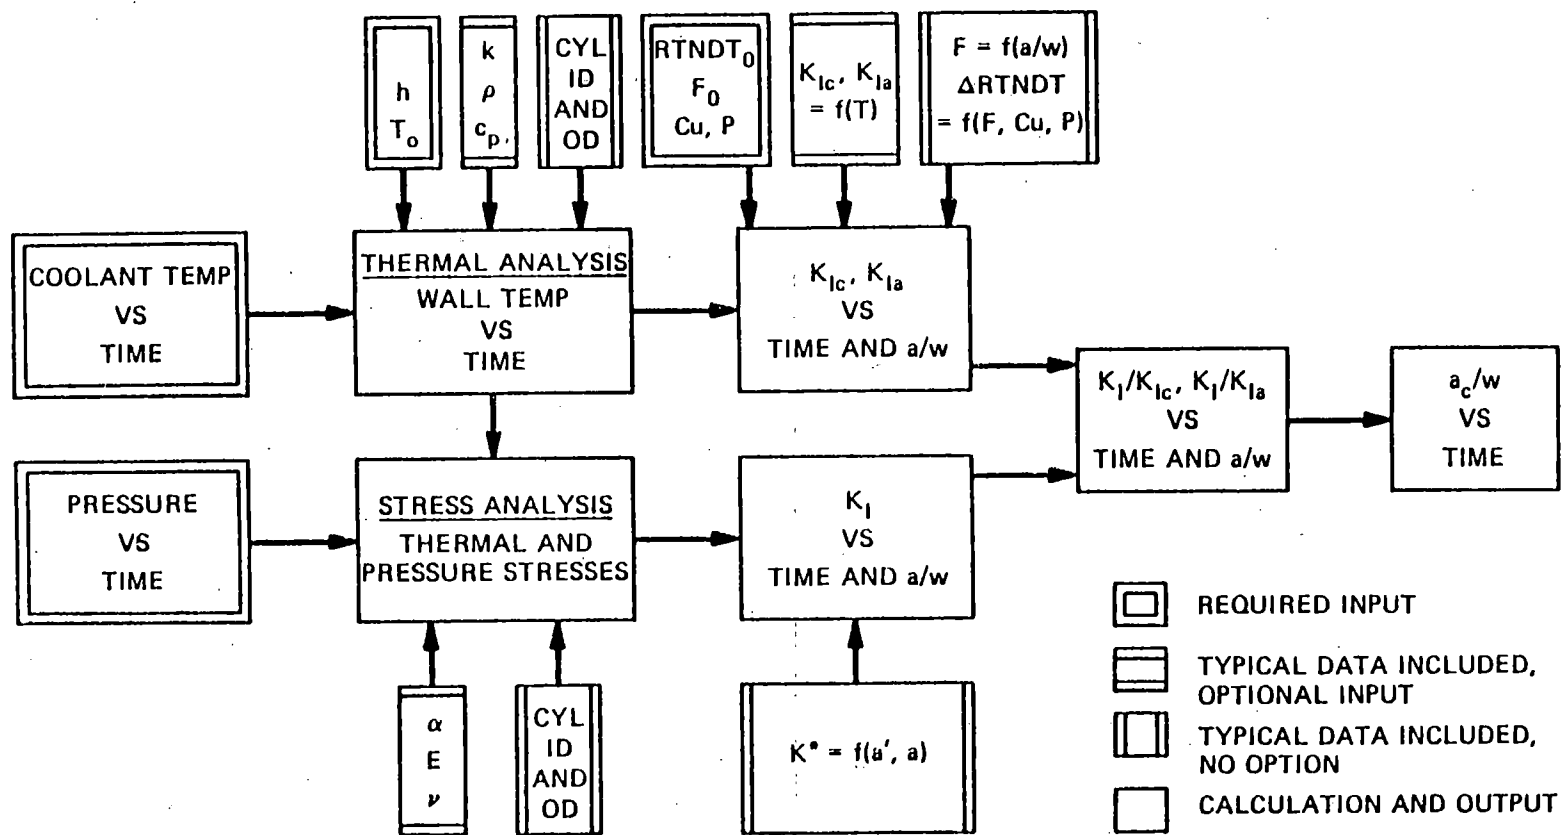 h
T₀
k
ρ
cₚ,
CYL
ID
AND
OD
RTNDT₀
F₀
Cu, P
K_Ic, K_Ia
= f(T)
F = f(a/w)
ΔRTNDT
= f(F, Cu, P)
COOLANT TEMP
VS
TIME
THERMAL ANALYSIS
WALL TEMP
VS
TIME
K_Ic, K_Ia
VS
TIME AND a/w
K_I/K_Ic, K_I/K_Ia
VS
TIME AND a/w
a_c/w
VS
TIME
PRESSURE
VS
TIME
STRESS ANALYSIS
THERMAL AND
PRESSURE STRESSES
K_I
VS
TIME AND a/w
α
E
ν
CYL
ID
AND
OD
K* = f(a′, a)
REQUIRED INPUT
TYPICAL DATA INCLUDED,
OPTIONAL INPUT
TYPICAL DATA INCLUDED,
NO OPTION
CALCULATION AND OUTPUT